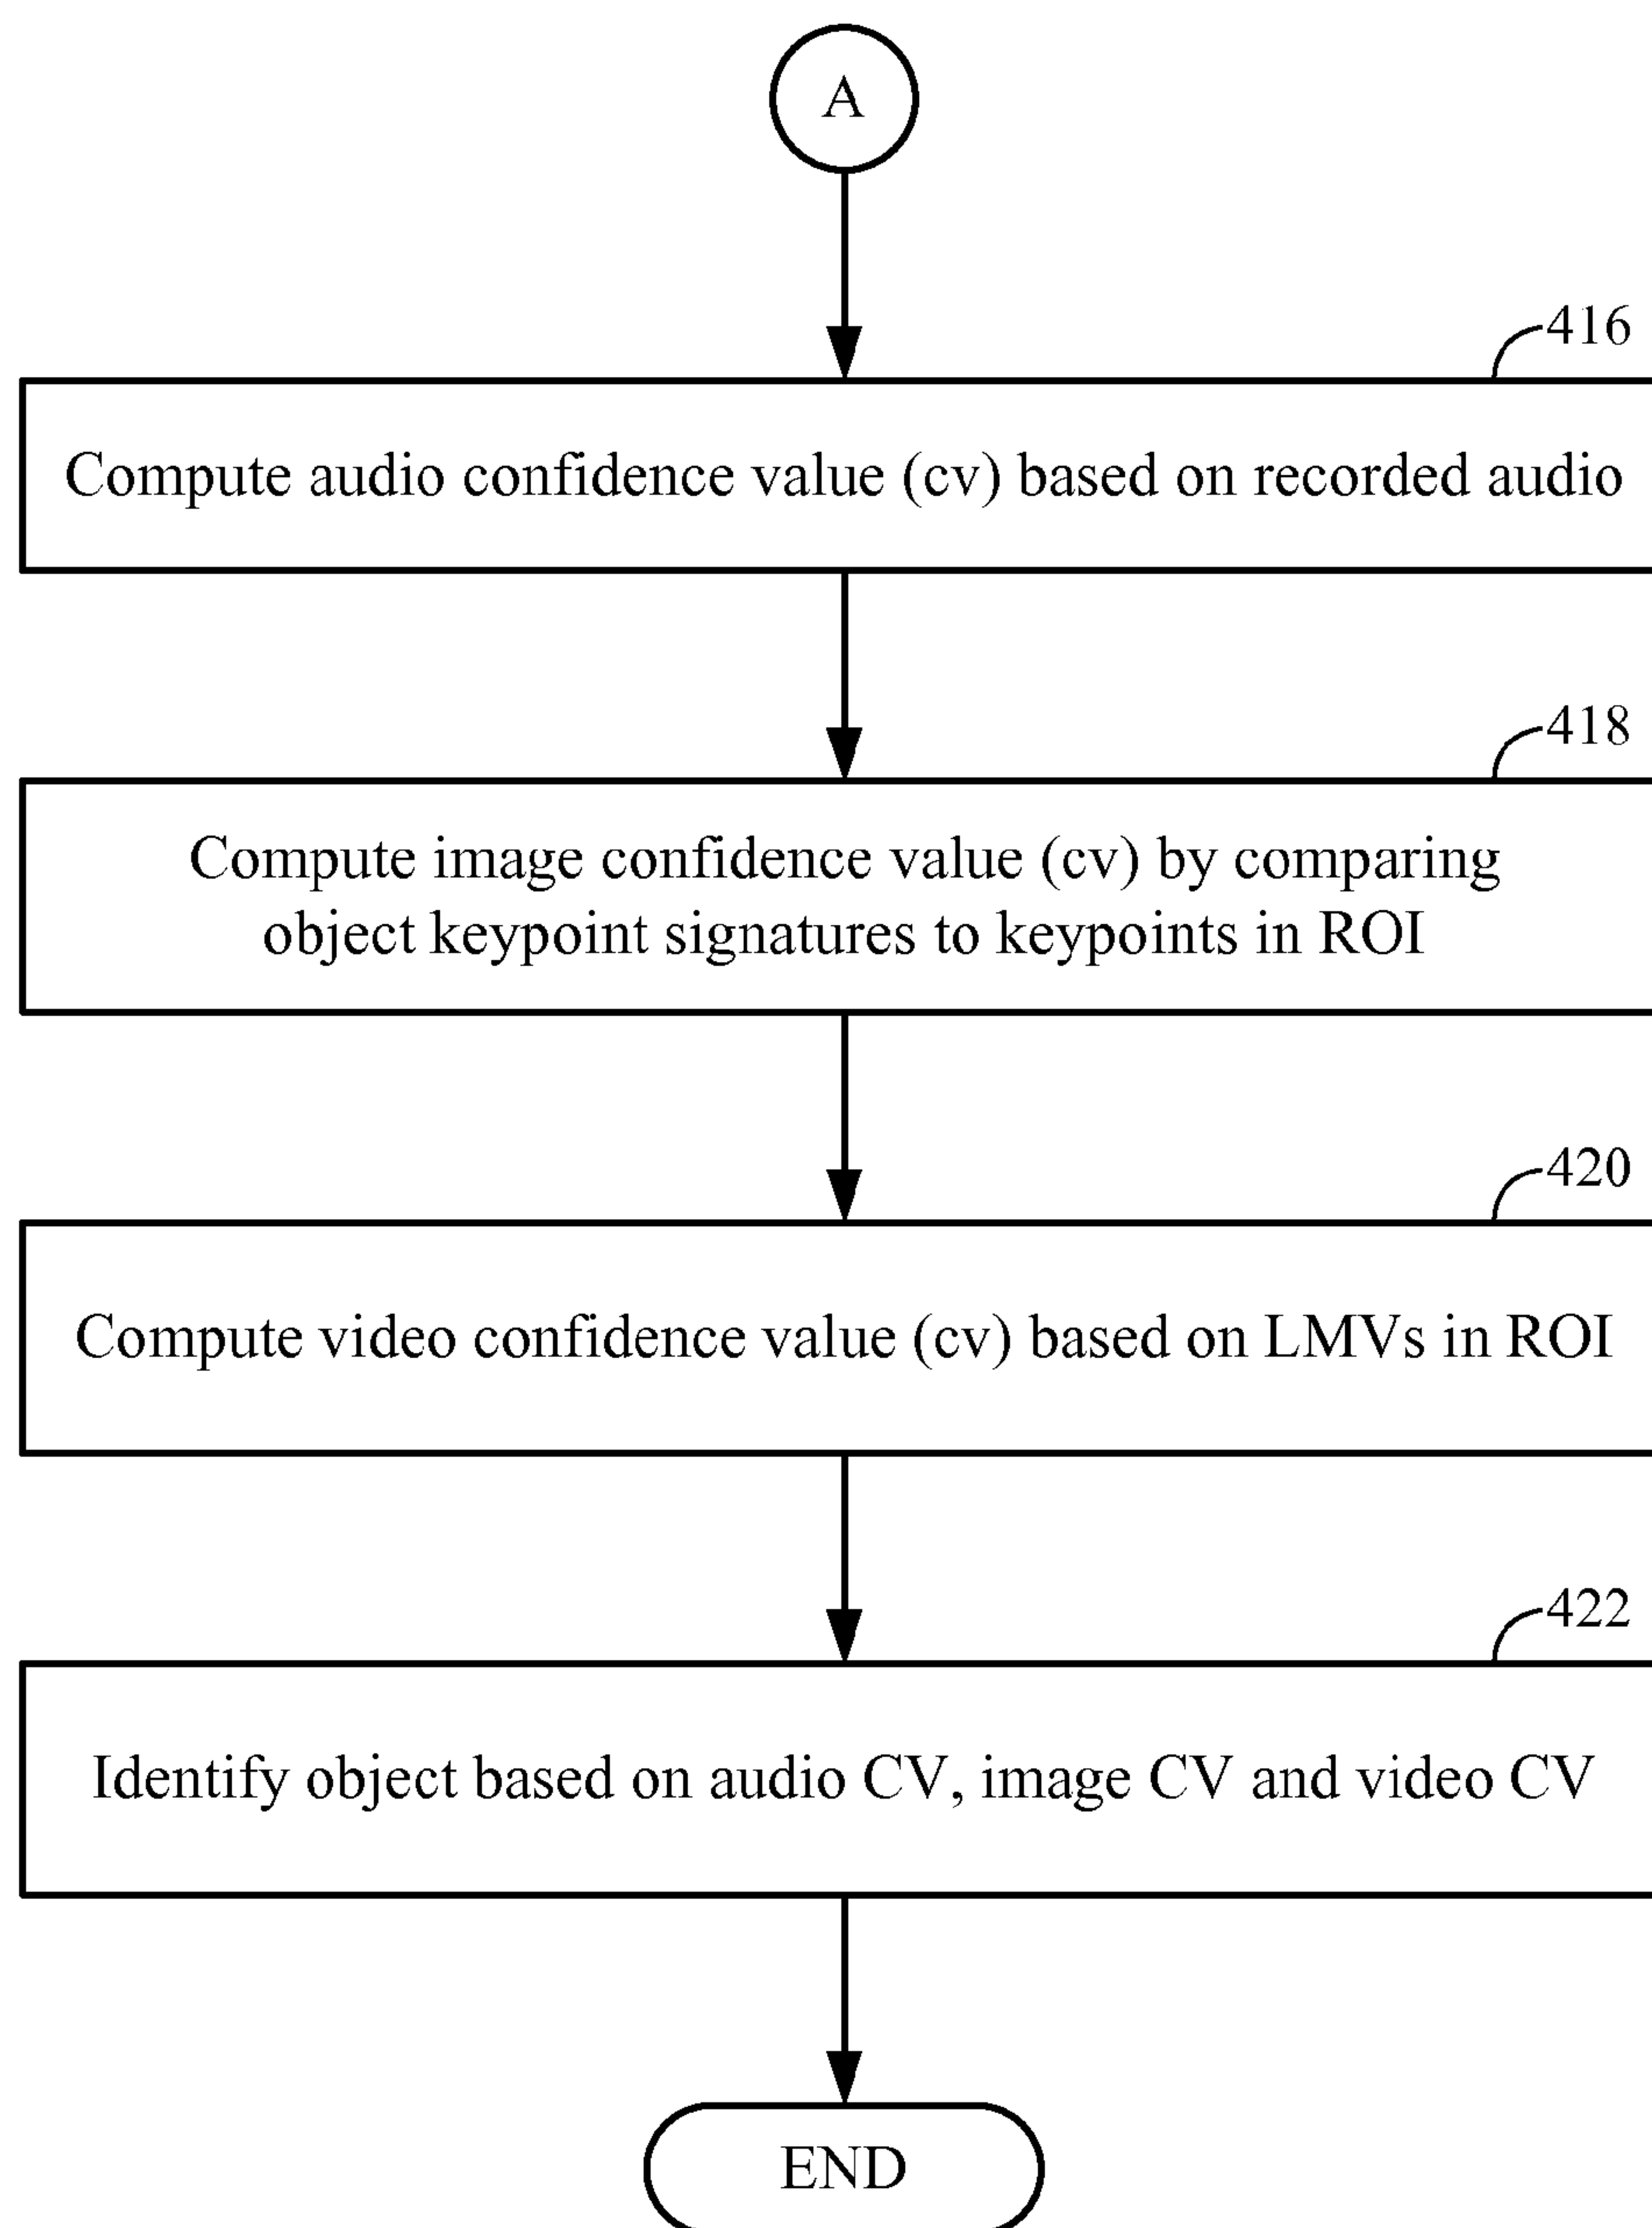 A
416
Compute audio confidence value (cv) based on recorded audio
418
Compute image confidence value (cv) by comparing
object keypoint signatures to keypoints in ROI
420
Compute video confidence value (cv) based on LMVs in ROI
422
Identify object based on audio CV, image CV and video CV
END